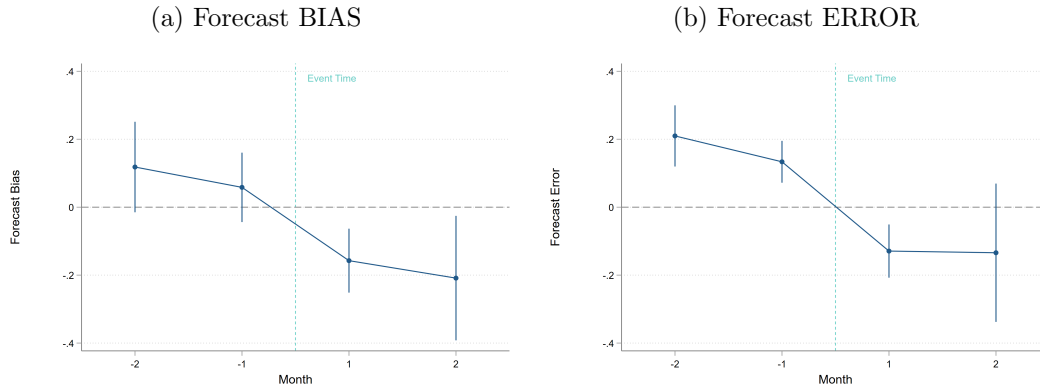 (a) Forecast BIAS
Forecast Bias
.4
.2
0
-.2
-.4
Event Time
-2
-1
1
2
Month
(b) Forecast ERROR
Forecast Error
.4
.2
0
-.2
-.4
Event Time
-2
-1
1
2
Month